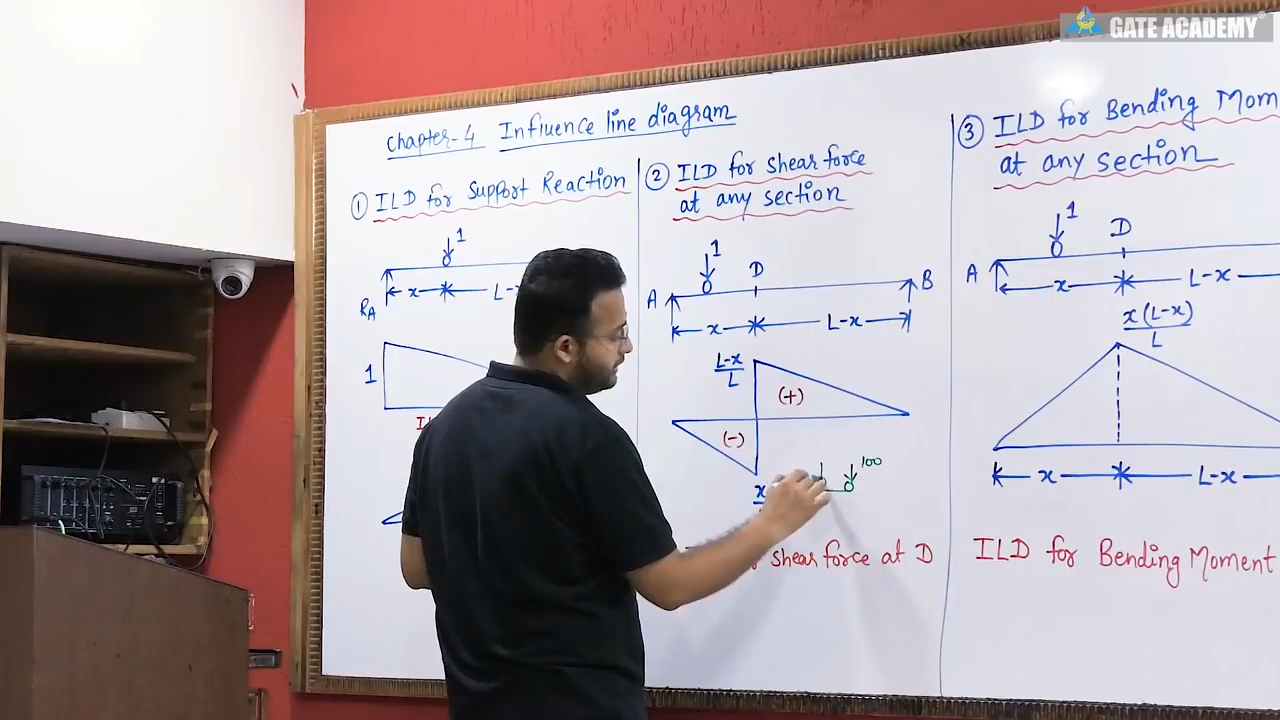 GATE ACADEMY
Chapter-4 Influence line diagram
① ILD for Support Reaction
1
RA
x
1
② ILD for Shear force
at any section
1
D
A
B
x
L-x
L-x
L
(+)
(-)
x
100
shear force at D
③ ILD for Bending Mom
at any section
1
D
A
x
L-x
x(L-x)
L
x
L-x
ILD for Bending Moment